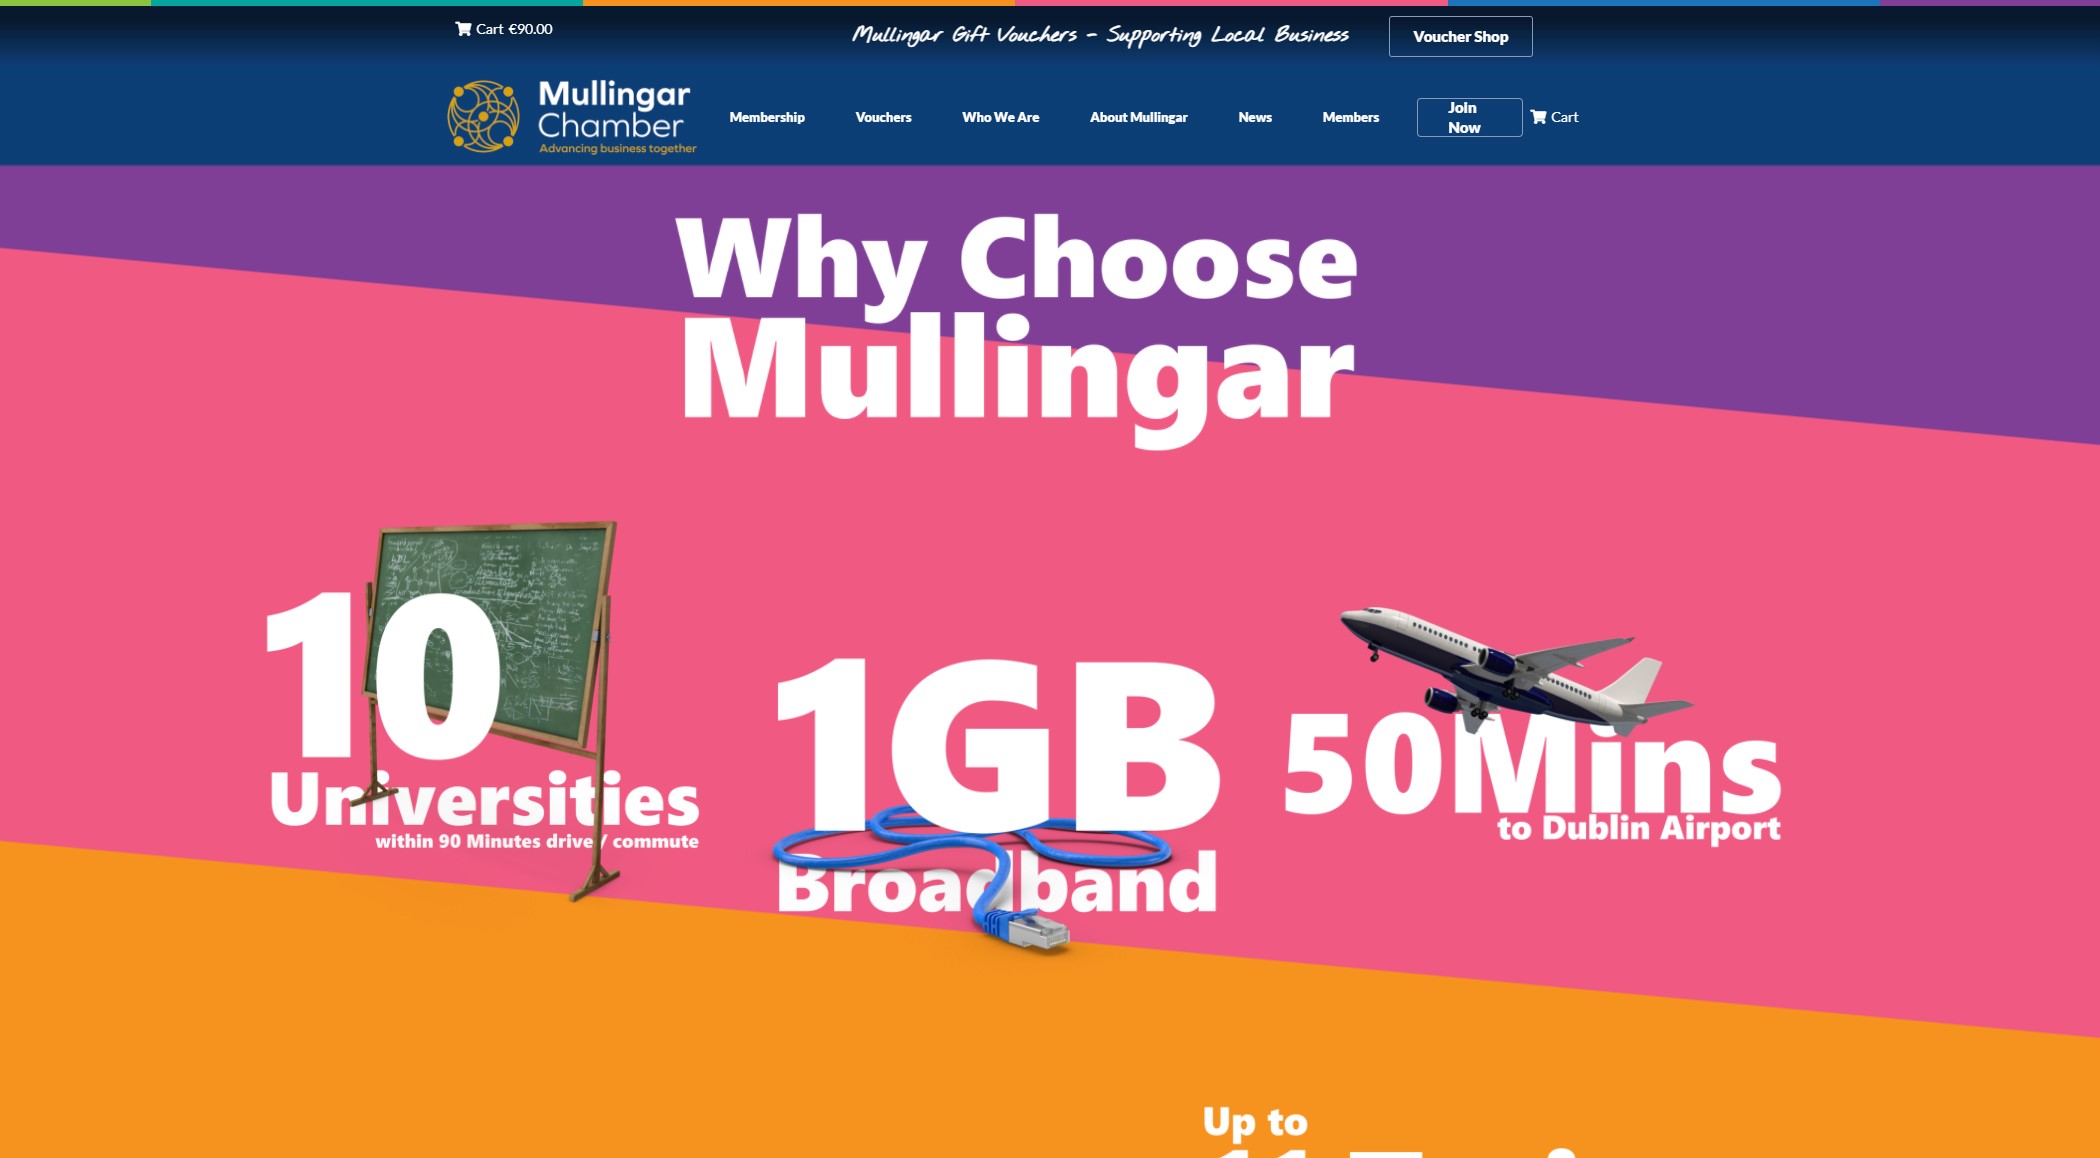 Cart €90.00
Mullingar Gift Vouchers - Supporting Local Business
Voucher Shop
Mullingar
Chamber
Advancing business together
Membership
Vouchers
Who We Are
About Mullingar
News
Members
Join
Now
Cart
Why Choose
Mullingar
10
Universities
within 90 Minutes drive / commute
1GB
Broadband
50Mins
to Dublin Airport
Up to